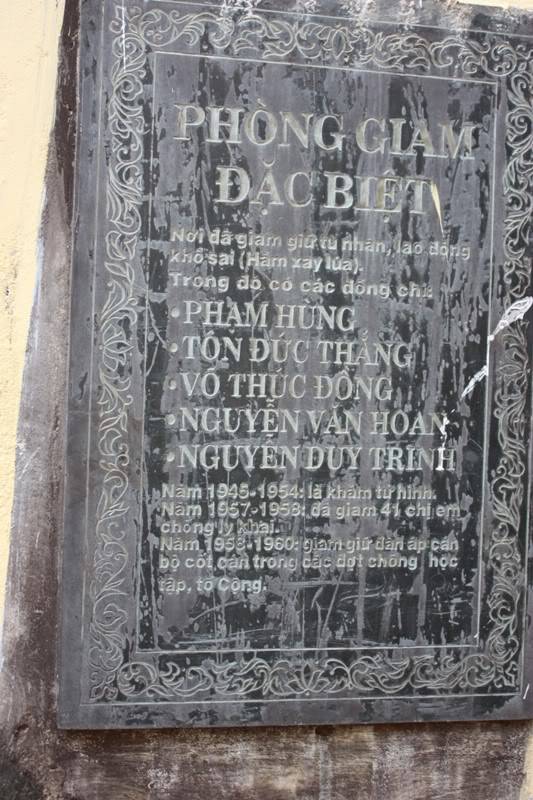 PHÒNG GIAM
ĐẶC BIỆT
Nơi đã giam giữ tù nhân, lao động
khổ sai (Hầm xay lúa).
Trong đó có các đồng chí:
• PHẠM HÙNG
• TÔN ĐỨC THẮNG
• VÕ THÚC ĐỒNG
• NGUYỄN VĂN HOAN
• NGUYỄN DUY TRINH
Năm 1945-1954: là khám tử hình.
Năm 1957-1958: đã giam 41 chị em
chống ly khai.
Năm 1958-1960: giam giữ đàn áp cán
bộ cốt cán trong các đợt chống học
tập, tố Cộng.